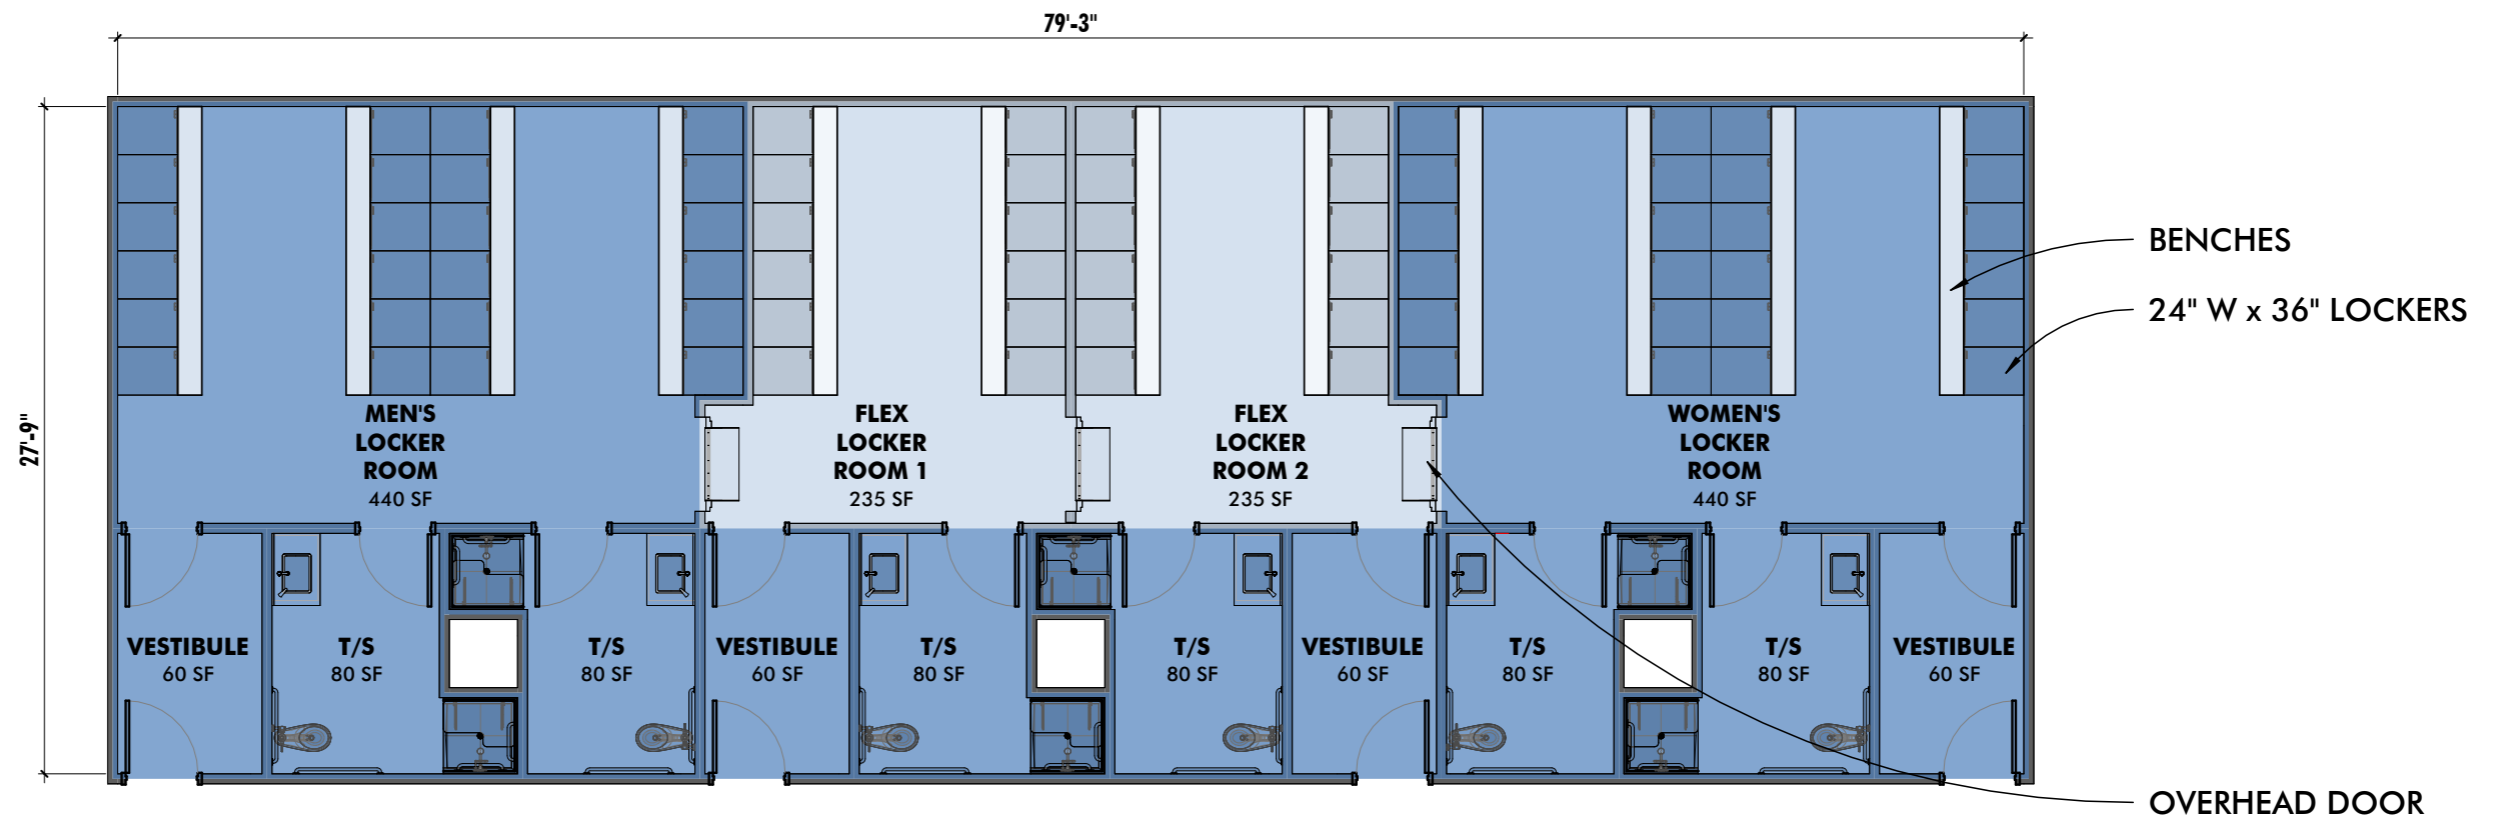 79'-3"
27'-9"
BENCHES
24" W x 36" LOCKERS
MEN'S
LOCKER
ROOM
440 SF
FLEX
LOCKER
ROOM 1
235 SF
FLEX
LOCKER
ROOM 2
235 SF
WOMEN'S
LOCKER
ROOM
440 SF
VESTIBULE
60 SF
T/S
80 SF
T/S
80 SF
VESTIBULE
60 SF
T/S
80 SF
T/S
80 SF
VESTIBULE
60 SF
T/S
80 SF
T/S
80 SF
VESTIBULE
60 SF
OVERHEAD DOOR